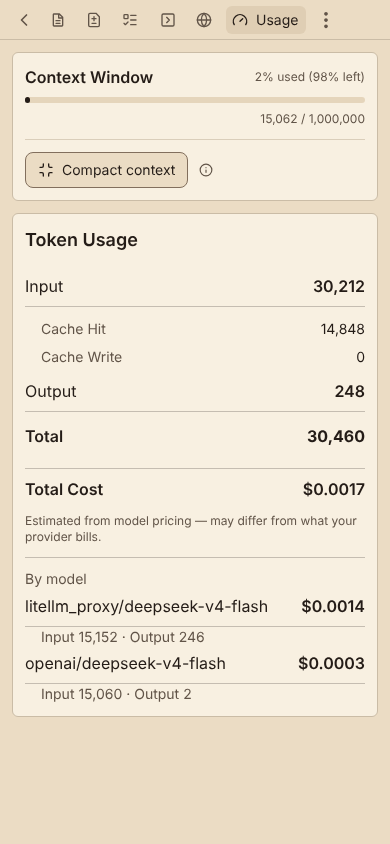 Usage
Context Window
2% used (98% left)
15,062 / 1,000,000
Compact context
Token Usage
Input
30,212
Cache Hit
14,848
Cache Write
0
Output
248
Total
30,460
Total Cost
$0.0017
Estimated from model pricing — may differ from what your
provider bills.
By model
litellm_proxy/deepseek-v4-flash
$0.0014
Input 15,152 · Output 246
openai/deepseek-v4-flash
$0.0003
Input 15,060 · Output 2